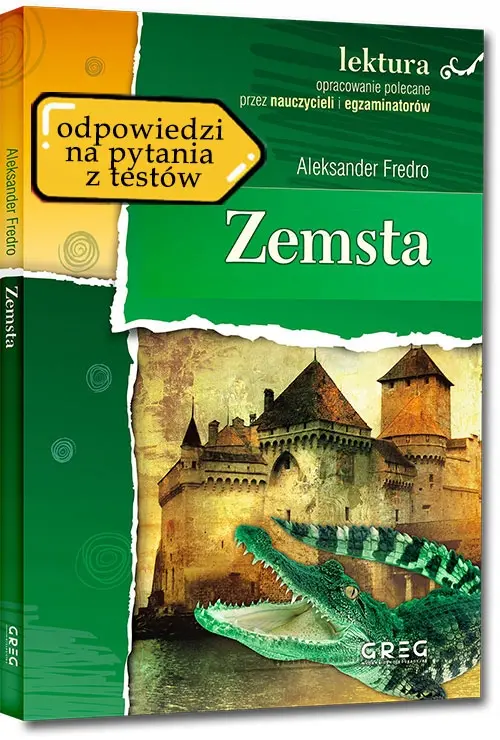 lektura
opracowanie polecane
przez nauczycieli i egzaminatorów
odpowiedzi
na pytania
z testów
Aleksander Fredro
Zemsta
Aleksander Fredro
Zemsta
GREG
GREG